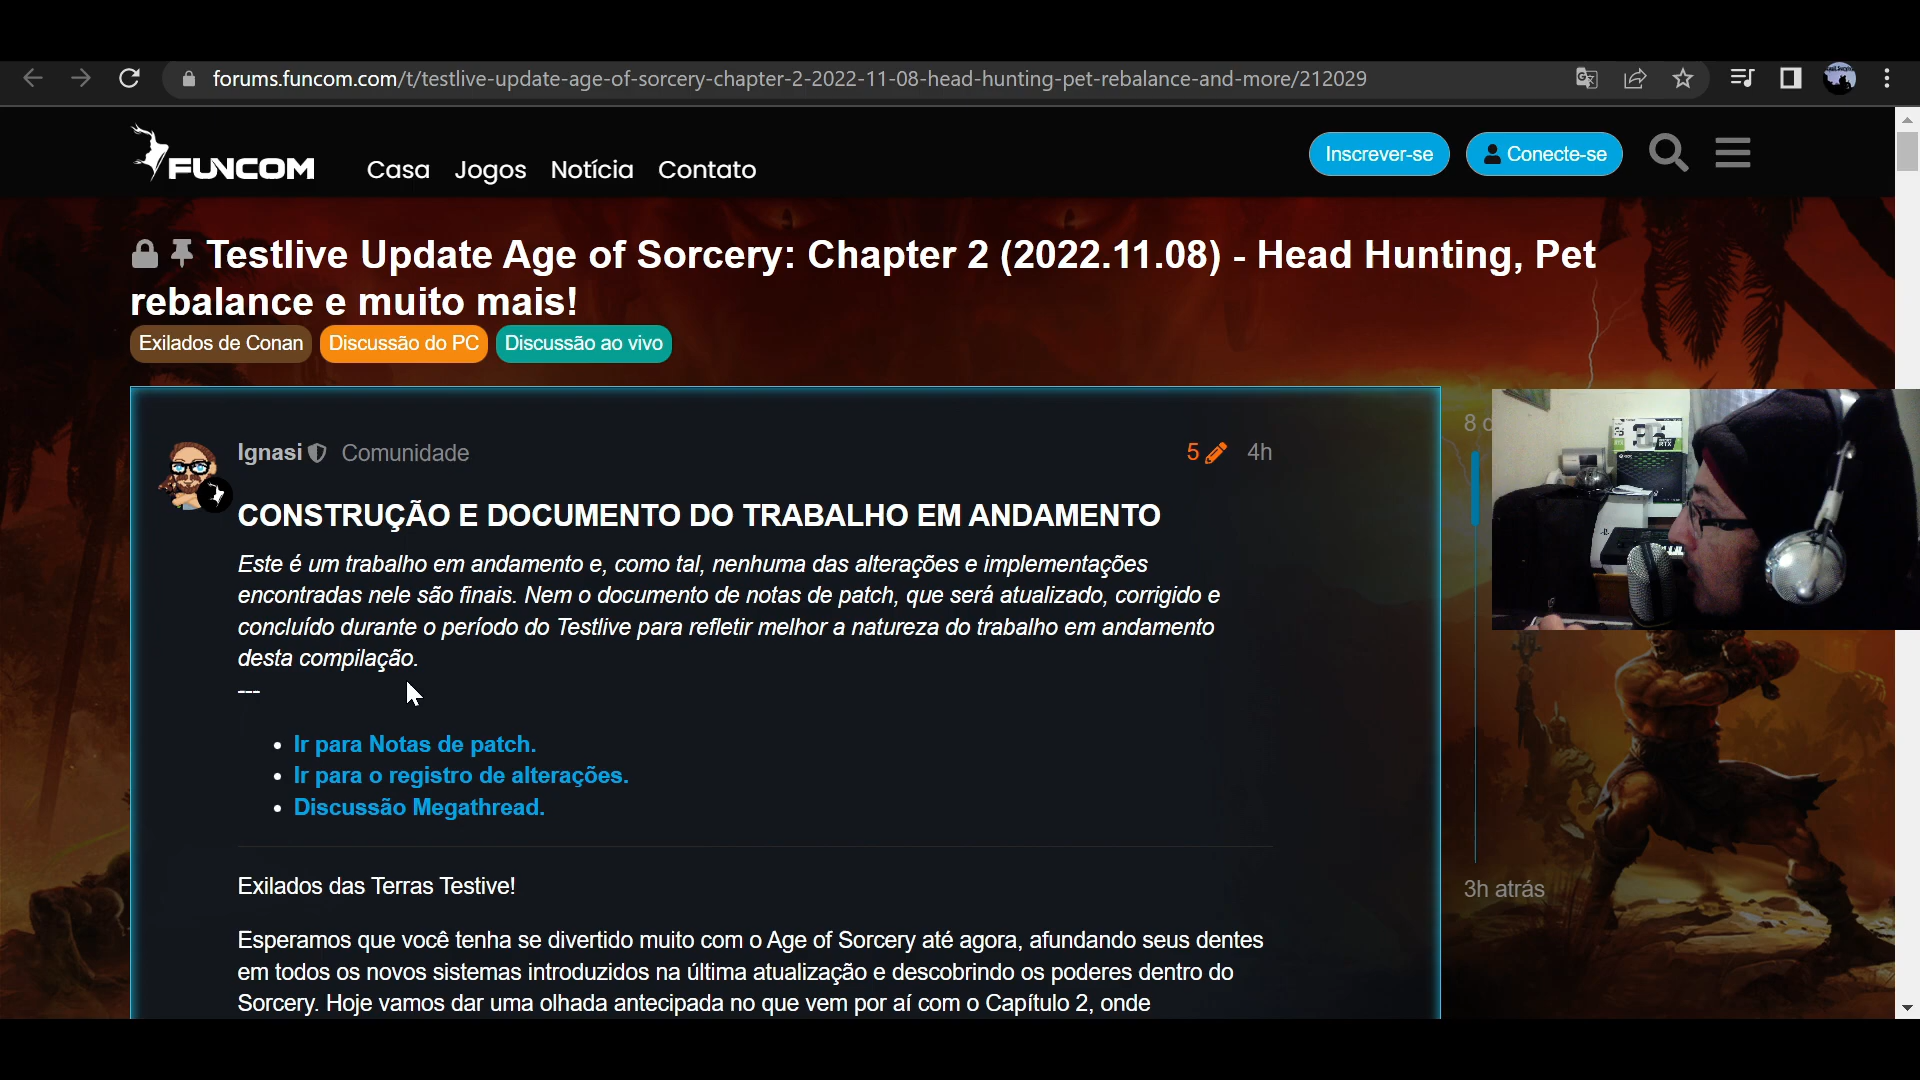 forums.funcom.com/t/testlive-update-age-of-sorcery-chapter-2-2022-11-08-head-hunting-pet-rebalance-and-more/212029
FUNCOM
Casa Jogos Notícia Contato
Inscrever-se Conecte-se
Testlive Update Age of Sorcery: Chapter 2 (2022.11.08) - Head Hunting, Pet
rebalance e muito mais!
Exilados de Conan Discussão do PC Discussão ao vivo
Ignasi Comunidade 5 4h
CONSTRUÇÃO E DOCUMENTO DO TRABALHO EM ANDAMENTO
Este é um trabalho em andamento e, como tal, nenhuma das alterações e implementações
encontradas nele são finais. Nem o documento de notas de patch, que será atualizado, corrigido e
concluído durante o período do Testlive para refletir melhor a natureza do trabalho em andamento
desta compilação.
---
• Ir para Notas de patch.
• Ir para o registro de alterações.
• Discussão Megathread.
Exilados das Terras Testive!
Esperamos que você tenha se divertido muito com o Age of Sorcery até agora, afundando seus dentes
em todos os novos sistemas introduzidos na última atualização e descobrindo os poderes dentro do
Sorcery. Hoje vamos dar uma olhada antecipada no que vem por aí com o Capítulo 2, onde
3h atrás